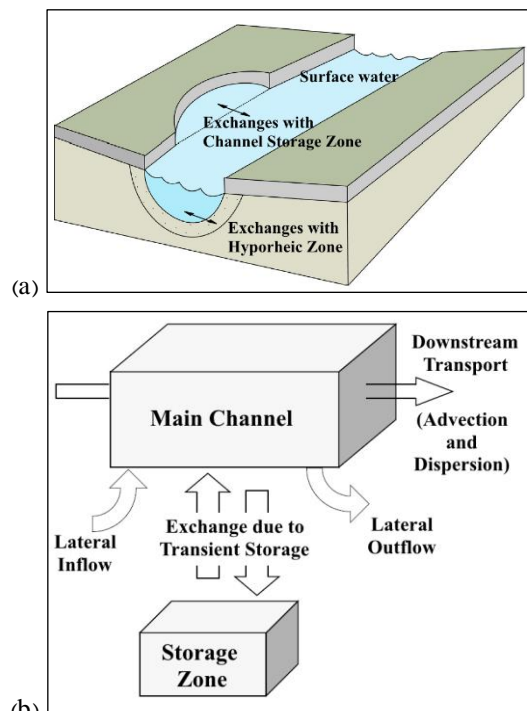 Surface water
Exchanges with
Channel Storage Zone
Exchanges with
Hyporheic Zone
(a)
Downstream
Transport
Main Channel
(Advection
and
Dispersion)
Lateral
Inflow
Exchange due to
Transient Storage
Lateral
Outflow
Storage
Zone
(b)